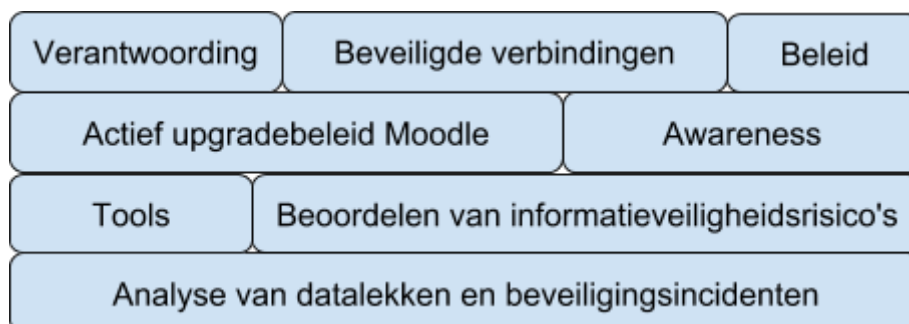 Verantwoording
Beveiligde verbindingen
Beleid
Actief upgradebeleid Moodle
Awareness
Tools
Beoordelen van informatieveiligheidsrisico's
Analyse van datalekken en beveiligingsincidenten